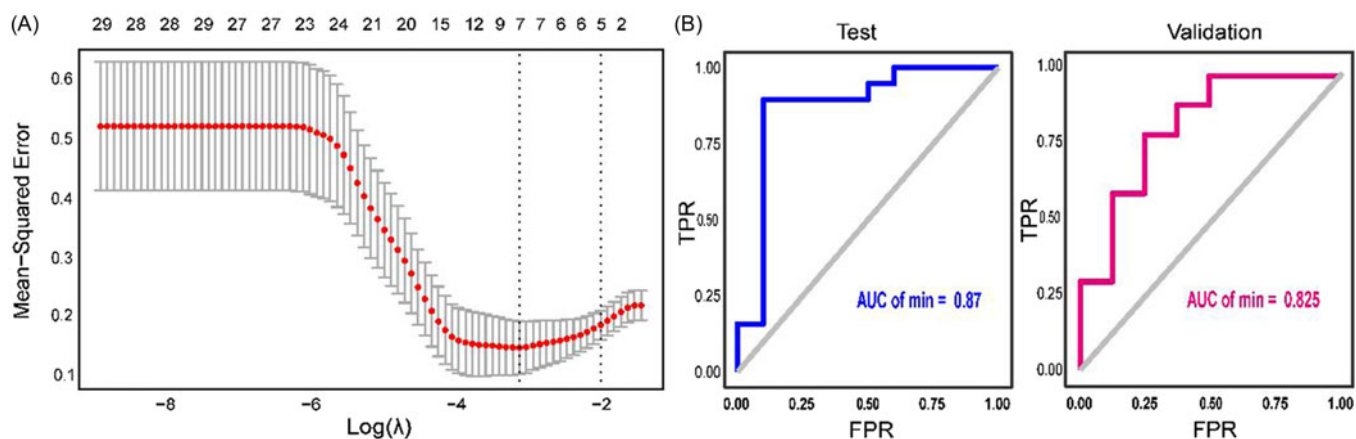 (A)
29 29 28 28 29 27 27 23 24 21 20 15 12 9 7 7 6 6 5 2
Mean−Squared Error
0.6
0.5
0.4
0.3
0.2
0.1
−8 −6 −4 −2
Log(λ)
(B)
Test
TPR
1.00
0.75
0.50
0.25
0.00
AUC of min = 0.87
0.00 0.25 0.50 0.75 1.00
FPR
Validation
TPR
1.00
0.75
0.50
0.25
0.00
AUC of min = 0.825
0.00 0.25 0.50 0.75 1.00
FPR